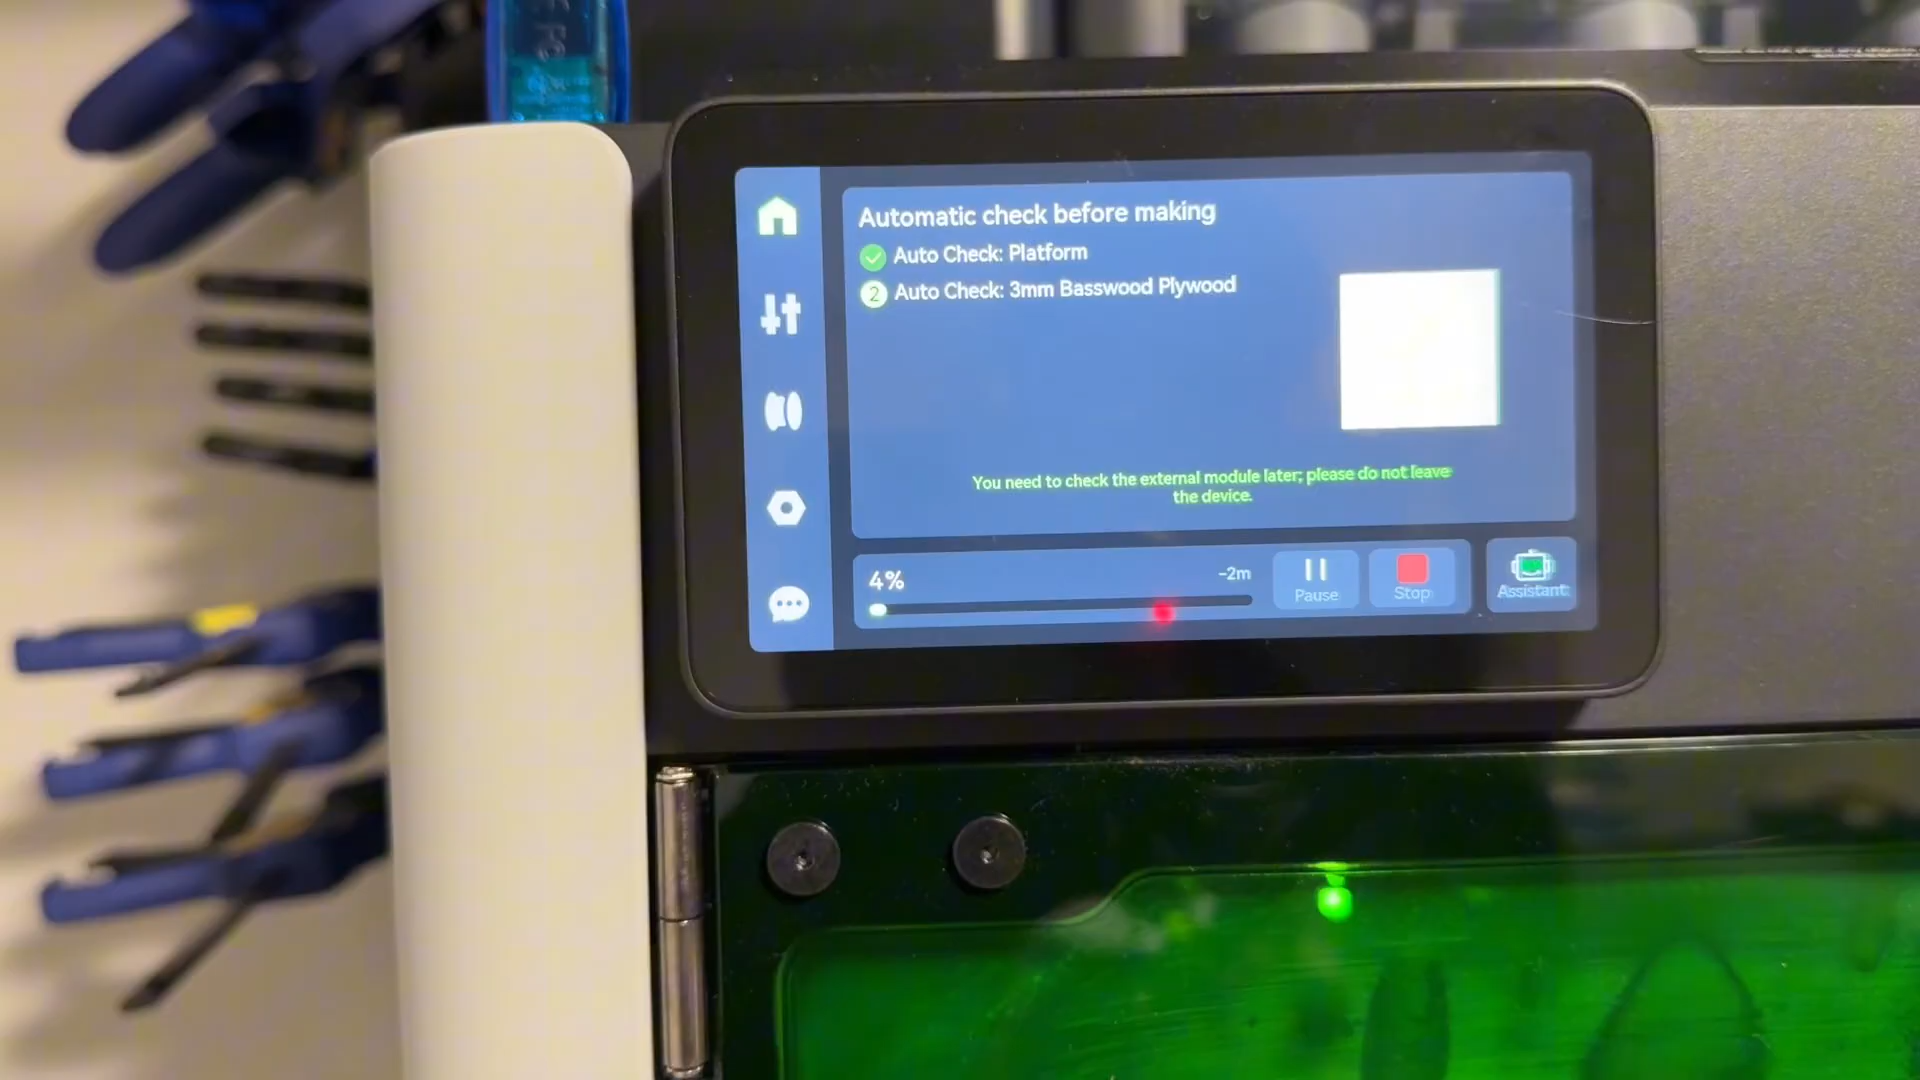 Automatic check before making
Auto Check: Platform
2 Auto Check: 3mm Basswood Plywood
You need to check the external module later; please do not leave
the device.
4%
-2m
Pause
Stop
Assistant